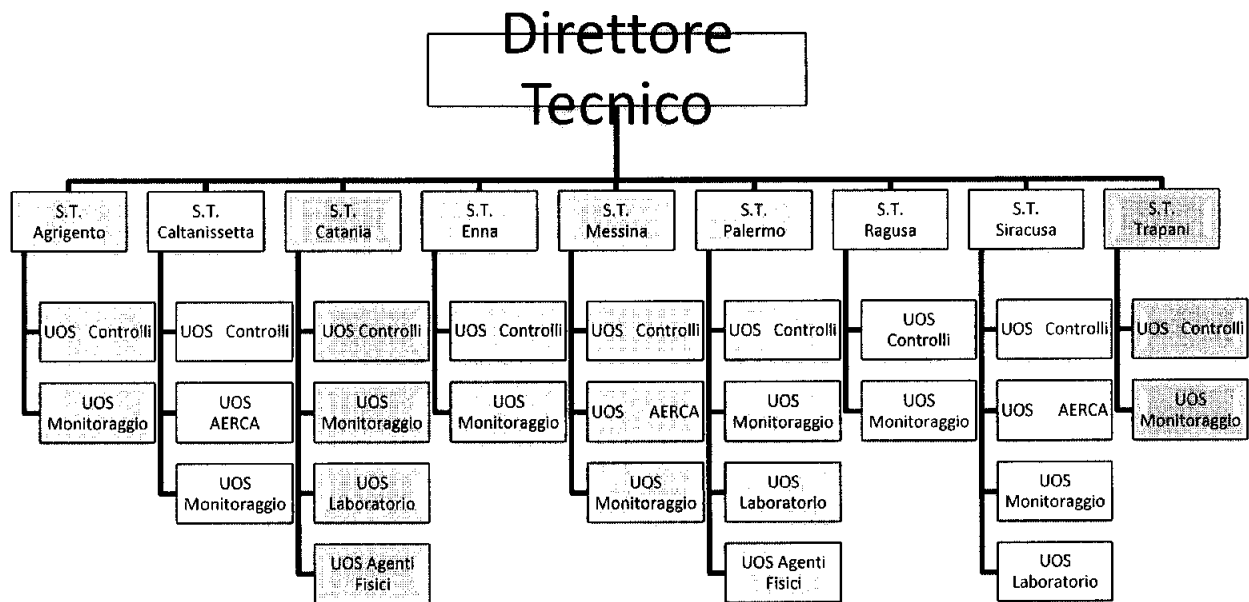 Direttore
Tecnico
S.T.
Agrigento
UOS Controlli
UOS
Monitoraggio
S.T.
Caltanissetta
UOS Controlli
UOS
AERCA
UOS
Monitoraggio
S.T.
Catania
UOS Controlli
UOS
Monitoraggio
UOS
Laboratorio
UOS Agenti
Fisici
S.T.
Enna
UOS Controlli
UOS
Monitoraggio
S.T.
Messina
UOS Controlli
UOS AERCA
UOS
Monitoraggio
S.T.
Palermo
UOS Controlli
UOS
Monitoraggio
UOS
Laboratorio
UOS Agenti
Fisici
S.T.
Ragusa
UOS
Controlli
UOS
Monitoraggio
S.T.
Siracusa
UOS Controlli
UOS AERCA
UOS
Monitoraggio
UOS
Laboratorio
S.T.
Trapani
UOS Controlli
UOS
Monitoraggio